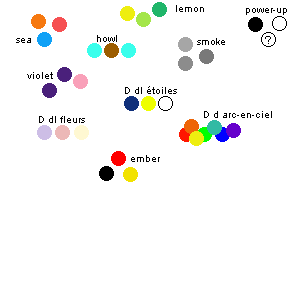 lemon
power-up
sea
howl
smoke
?
violet
D dl étoiles
D dl fleurs
D d arc-en-ciel
ember